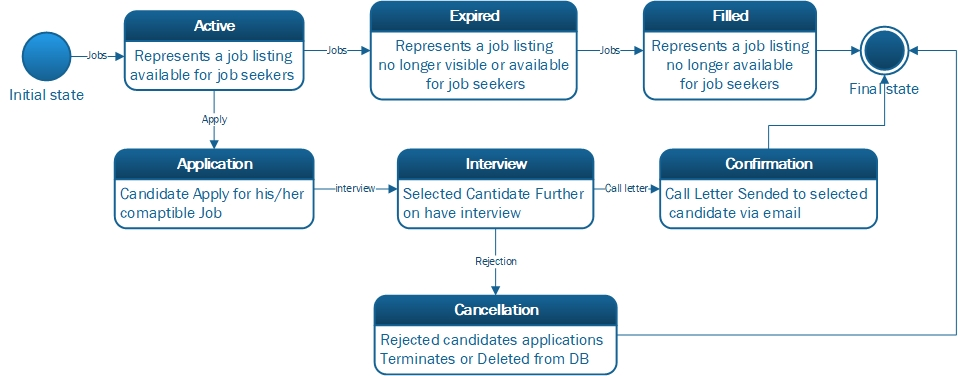 Active
Expired
Filled
Jobs
Represents a job listing
available for job seekers
Jobs
Represents a job listing
no longer visible or available
for job seekers
Jobs
Represents a job listing
no longer available
for job seekers
Initial state
Final state
Apply
Application
Interview
Confirmation
Candidate Apply for his/her
comaptible Job
interview
Selected Cantidate Further
on have interview
Call letter
Call Letter Sended to selected
candidate via email
Rejection
Cancellation
Rejected candidates applications
Terminates or Deleted from DB